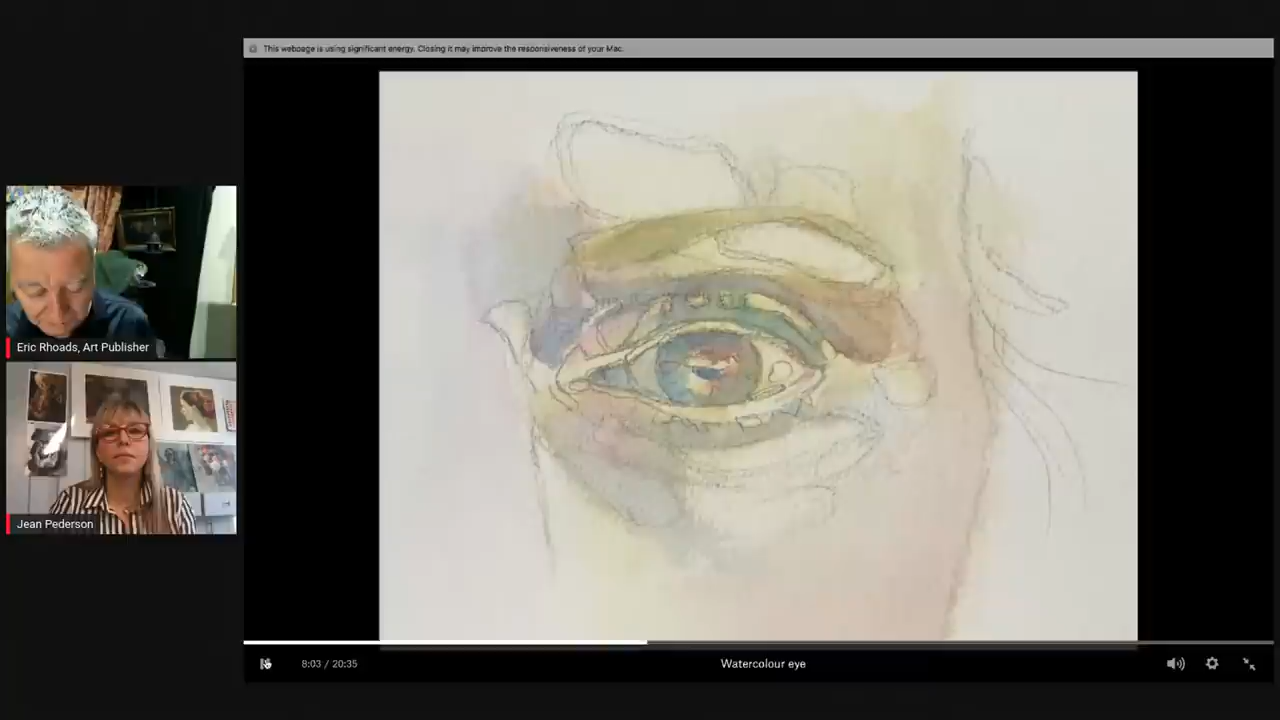 This webpage is using significant energy. Closing it may improve the responsiveness of your Mac.
Eric Rhoads, Art Publisher
Jean Pederson
8:03 / 20:35
Watercolour eye